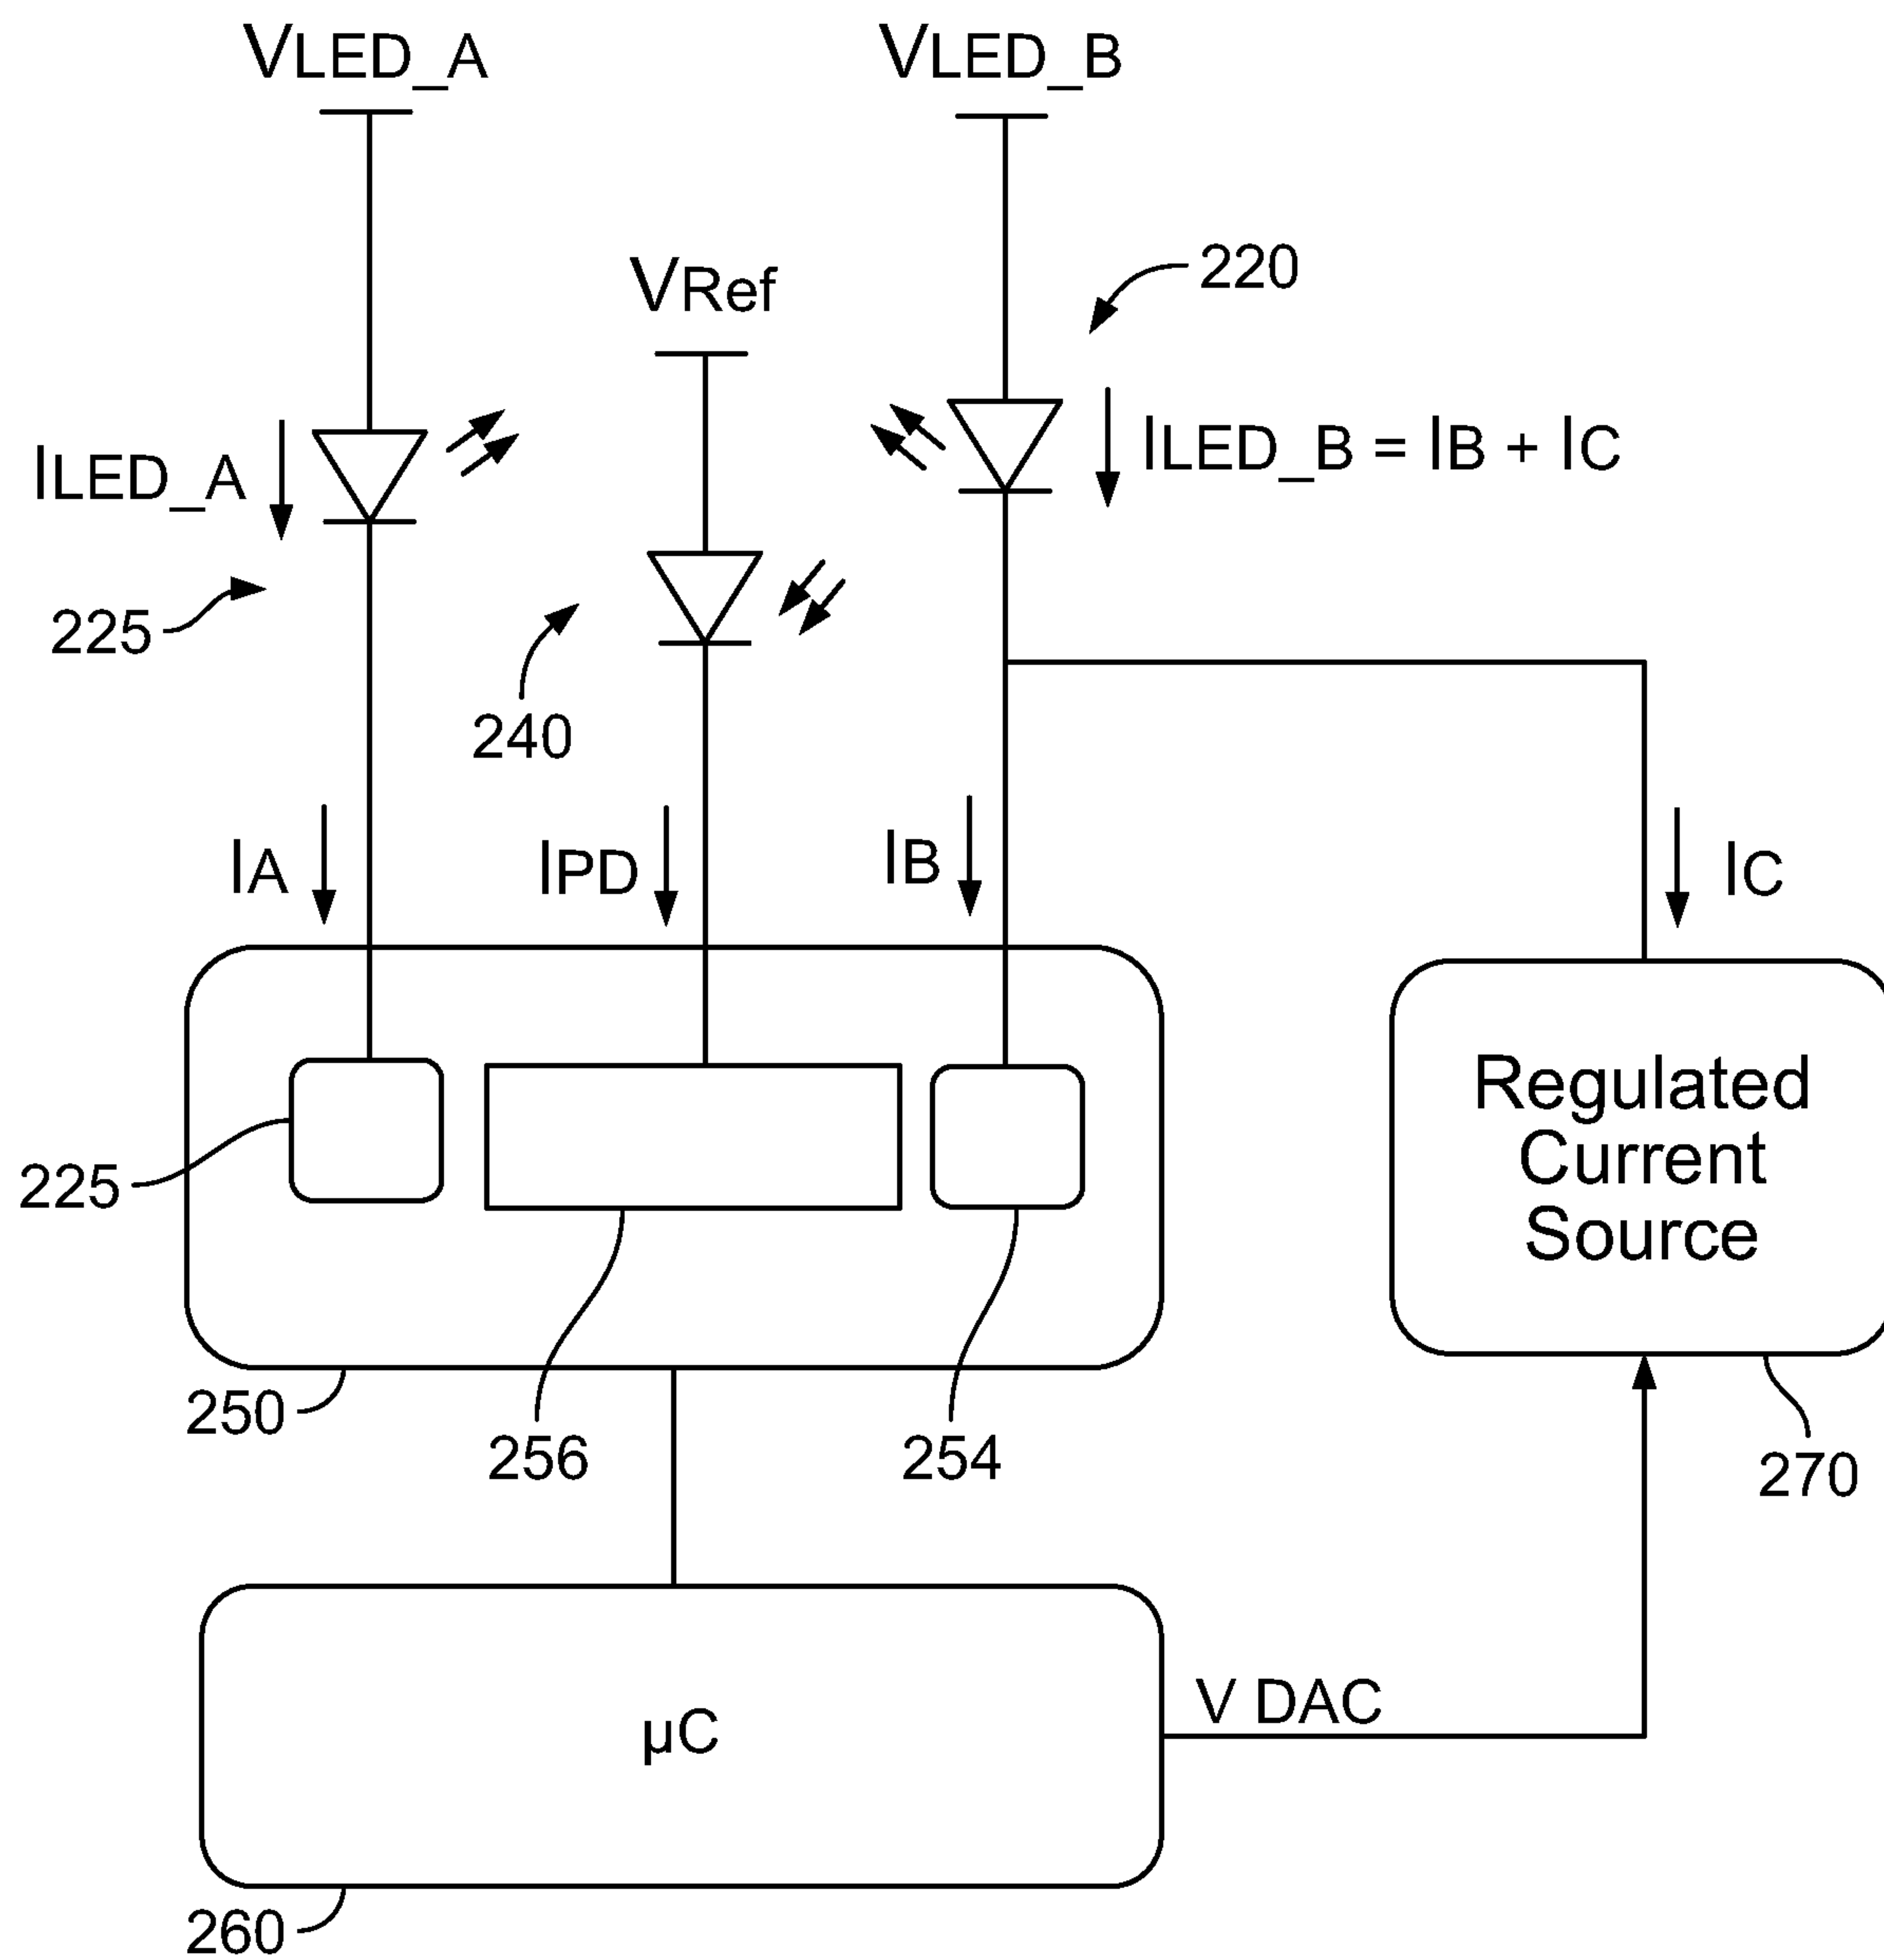 VLED_A
VLED_B
220
VRef
ILED_A
ILED_B = IB + IC
225
240
IA
IPD
IB
IC
Regulated
Current
Source
225
250
256
254
270
µC
V DAC
260